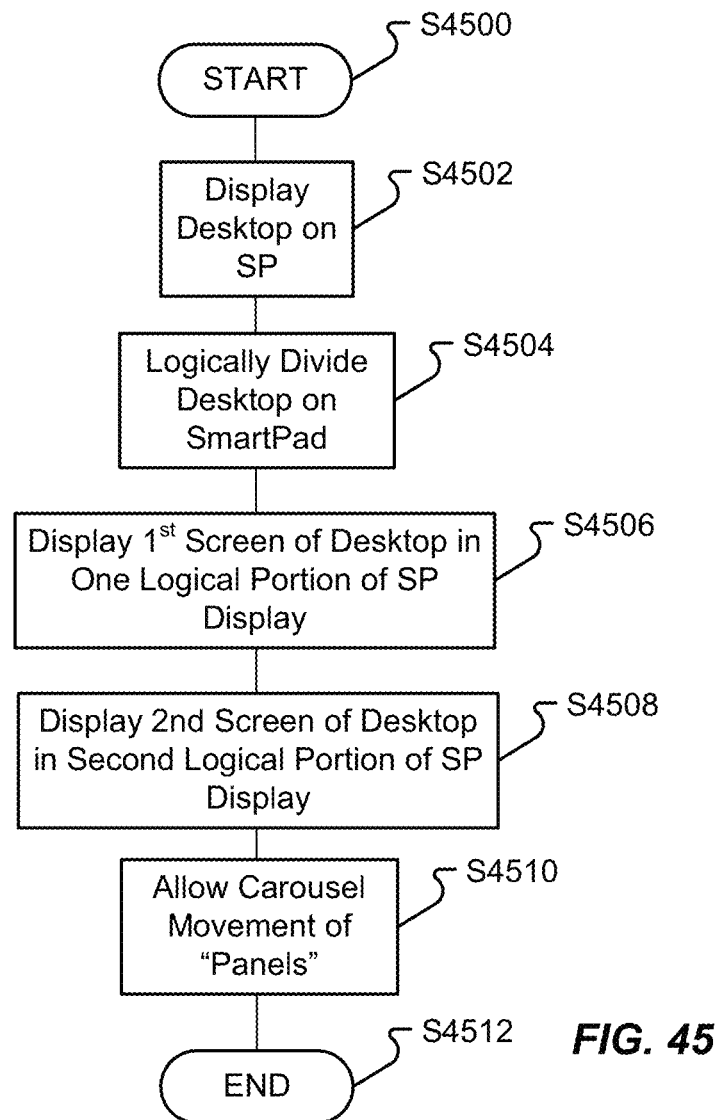 START
S4500
Display
Desktop on
SP
S4502
Logically Divide
Desktop on
SmartPad
S4504
Display 1st Screen of Desktop in
One Logical Portion of SP
Display
S4506
Display 2nd Screen of Desktop
in Second Logical Portion of SP
Display
S4508
Allow Carousel
Movement of
“Panels”
S4510
END
S4512
FIG. 45